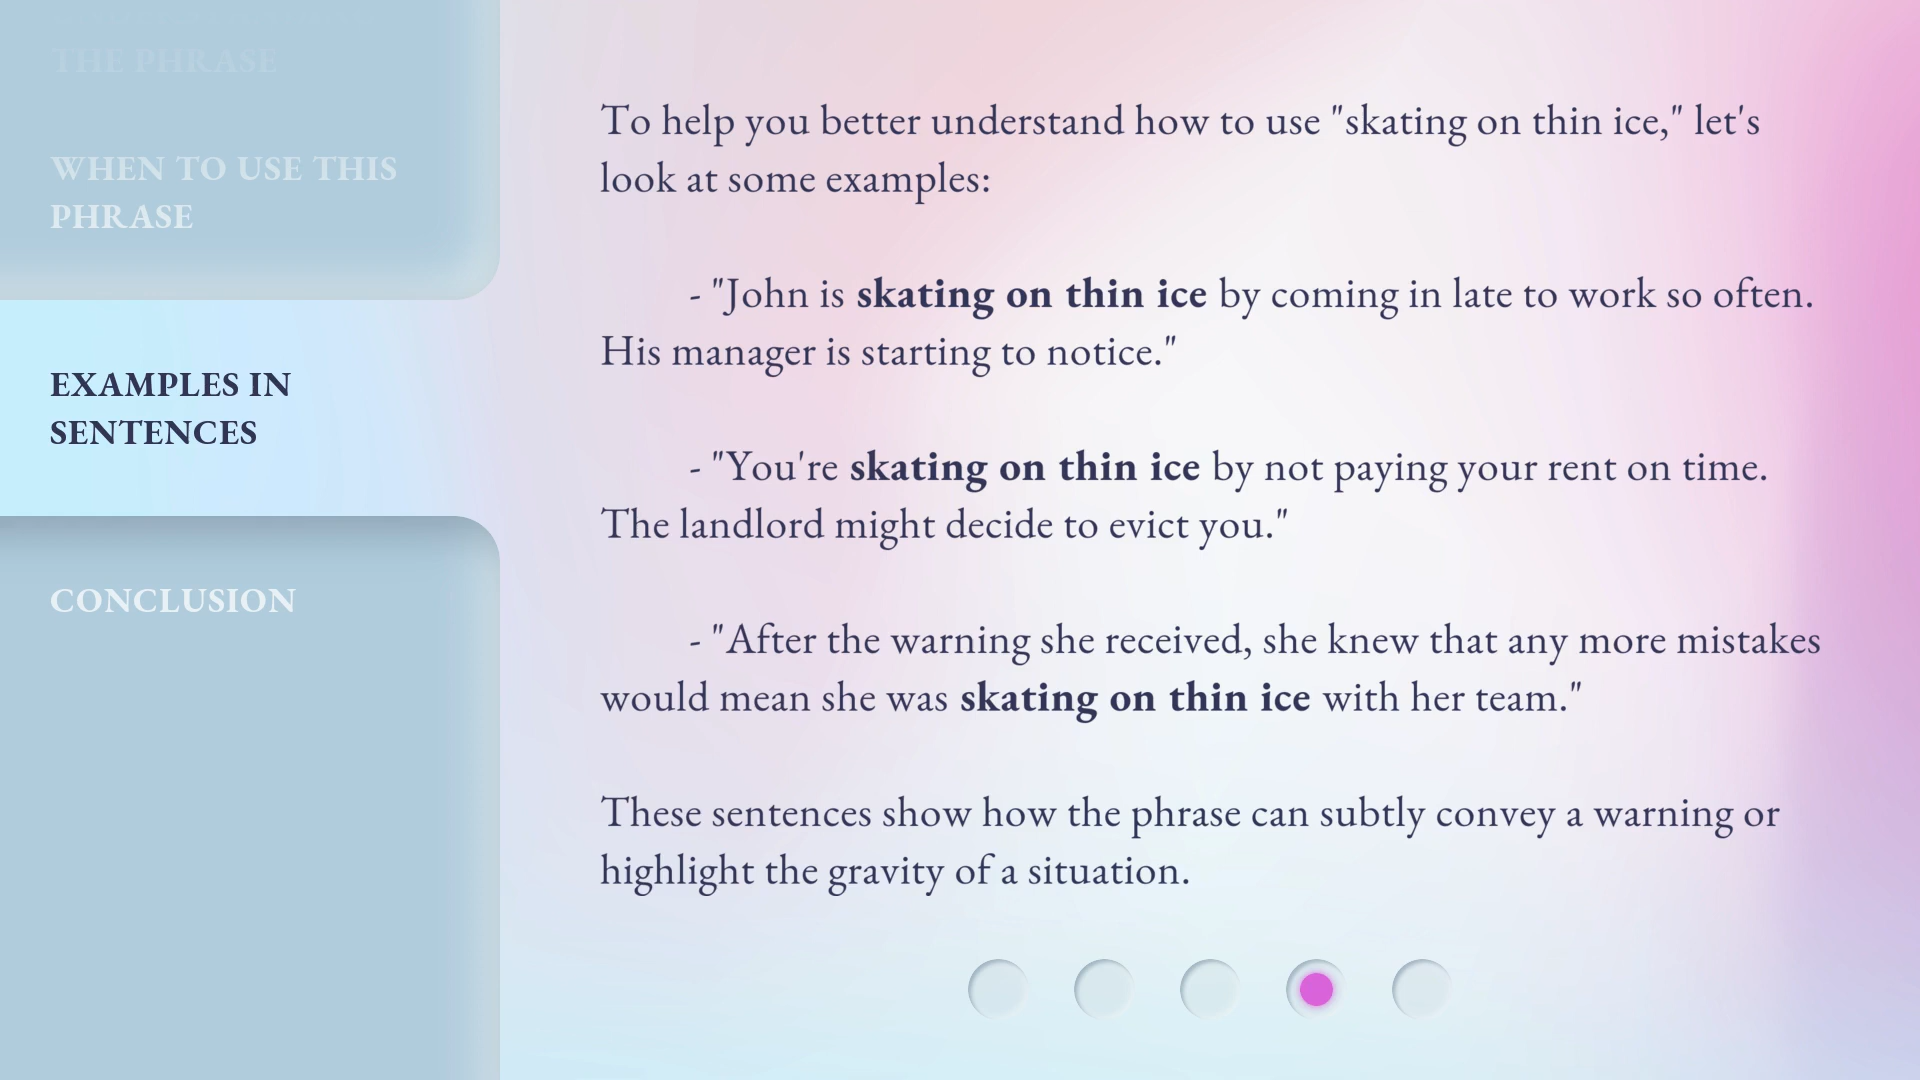 THE PHRASE
WHEN TO USE THIS
PHRASE
EXAMPLES IN
SENTENCES
CONCLUSION
To help you better understand how to use "skating on thin ice," let's
look at some examples:
- "John is skating on thin ice by coming in late to work so often.
His manager is starting to notice."
- "You're skating on thin ice by not paying your rent on time.
The landlord might decide to evict you."
- "After the warning she received, she knew that any more mistakes
would mean she was skating on thin ice with her team."
These sentences show how the phrase can subtly convey a warning or
highlight the gravity of a situation.